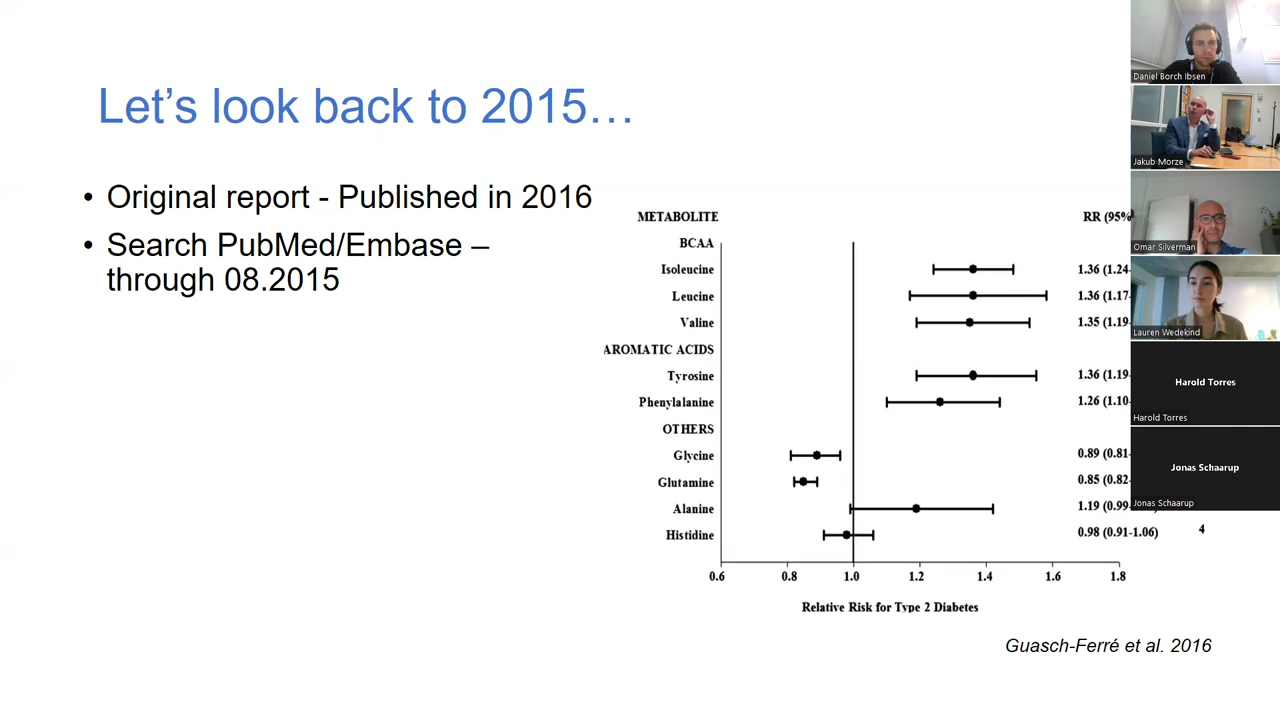 Let's look back to 2015…
• Original report - Published in 2016
• Search PubMed/Embase –
through 08.2015
METABOLITE RR (95%
BCAA
Isoleucine 1.36 (1.24
Leucine 1.36 (1.17
Valine 1.35 (1.19
AROMATIC ACIDS
Tyrosine 1.36 (1.19
Phenylalanine 1.26 (1.10
OTHERS
Glycine 0.89 (0.81
Glutamine 0.85 (0.82
Alanine 1.19 (0.99
Histidine 0.98 (0.91-1.06) 4
0.6 0.8 1.0 1.2 1.4 1.6 1.8
Relative Risk for Type 2 Diabetes
Guasch-Ferré et al. 2016
Daniel Borch Ibsen
Jakub Morze
Omar Silverman
Lauren Wedekind
Harold Torres
Harold Torres
Jonas Schaarup
Jonas Schaarup